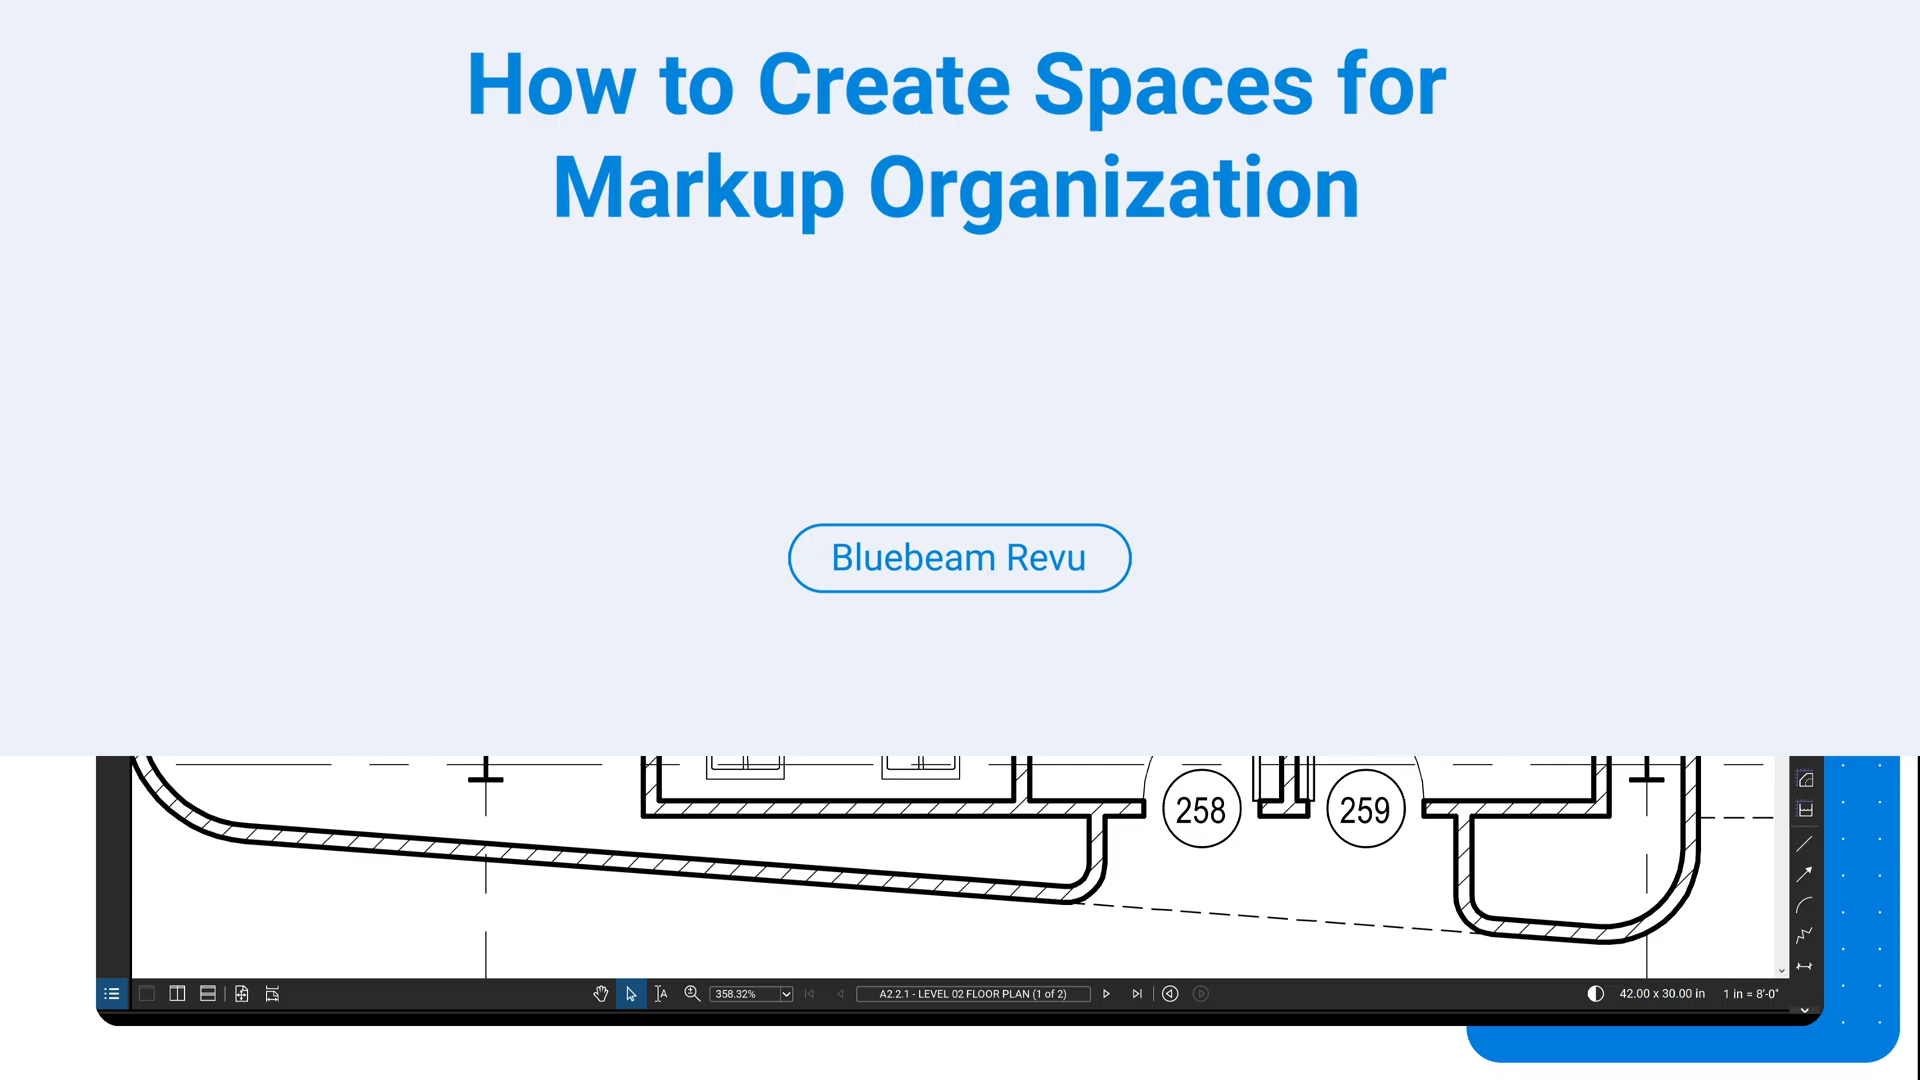 How to Create Spaces for
Markup Organization
Bluebeam Revu
258
259
358.32%
A2.2.1 - LEVEL 02 FLOOR PLAN (1 of 2)
42.00 x 30.00 in
1 in = 8'-0"